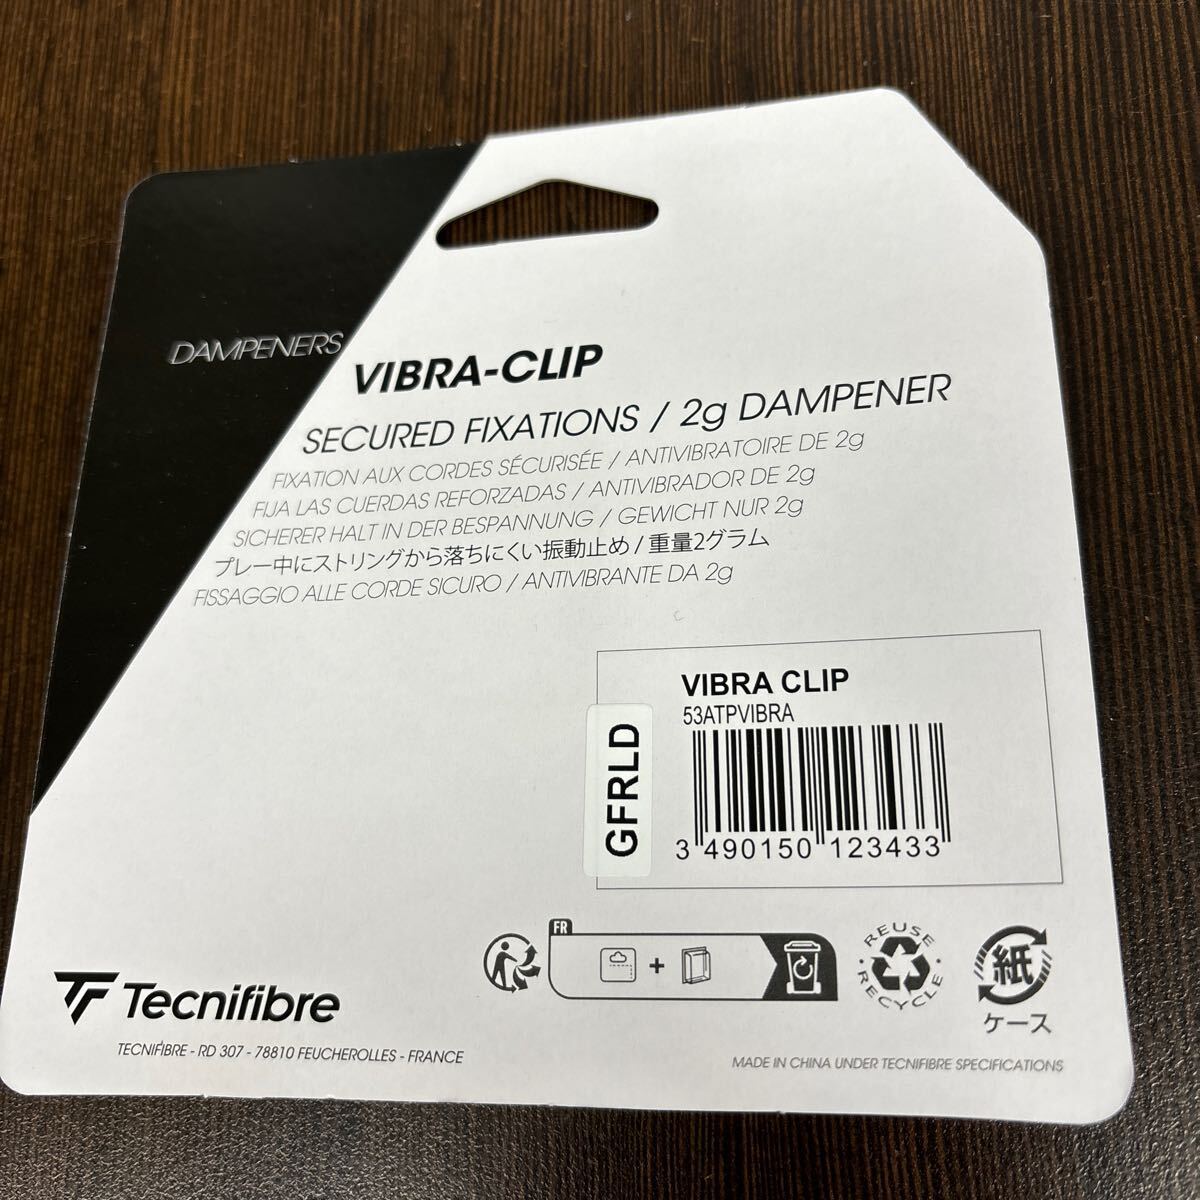 DAMPENERS
VIBRA-CLIP
SECURED FIXATIONS / 2g DAMPENER
FIXATION AUX CORDES SÉCURISÉE / ANTIVIBRATOIRE DE 2g
FIJA LAS CUERDAS REFORZADAS / ANTIVIBRADOR DE 2g
SICHERER HALT IN DER BESPANNUNG / GEWICHT NUR 2g
プレー中にストリングから落ちにくい振動止め / 重量2グラム
FISSAGGIO ALLE CORDE SICURO / ANTIVIBRANTE DA 2g
VIBRA CLIP
53ATPVIBRA
GFRLD
3 490150 123433
FR
+
REUSE
RECYCLE
紙
ケース
Tecnifibre
TECNIFIBRE - RD 307 - 78810 FEUCHEROLLES - FRANCE
MADE IN CHINA UNDER TECNIFIBRE SPECIFICATIONS